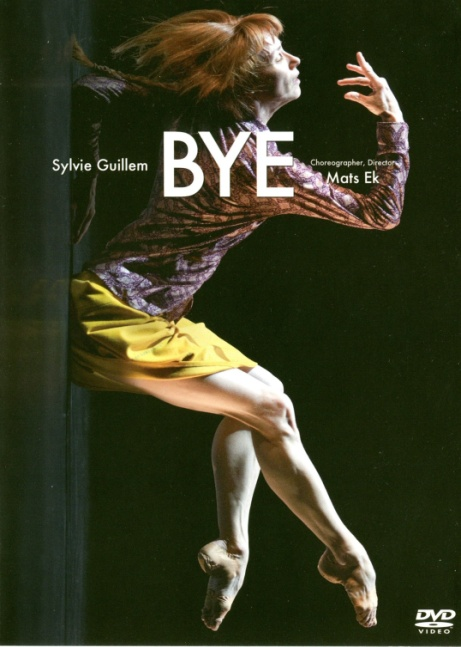 BYE
Sylvie Guillem
Choreographer, Director
Mats Ek
DVD
VIDEO